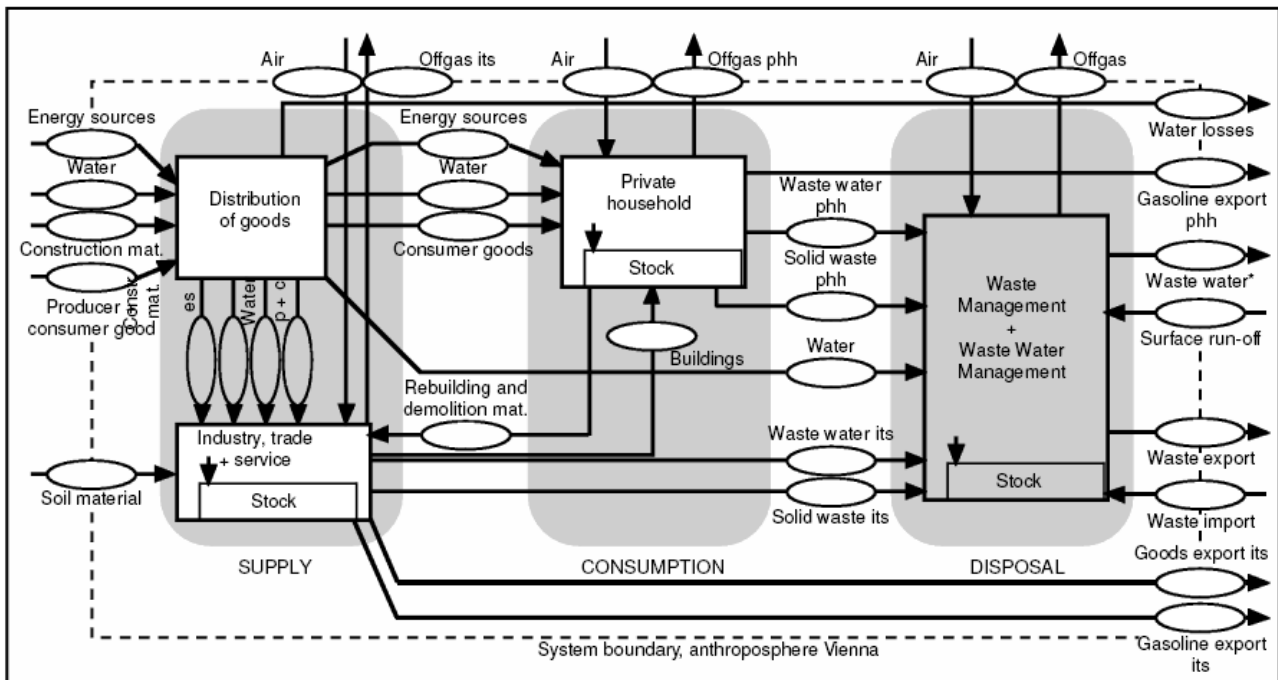 Air
Offgas its
Air
Offgas phh
Air
Offgas
Energy sources
Energy sources
Water losses
Water
Water
Gasoline export
phh
Distribution
of goods
Private
household
Waste water
phh
Construction mat.
Consumer goods
Solid waste
phh
Stock
Waste water*
Producer
consumer good
Constr.
mat.
es
Water
p + c
Waste
Management
+
Waste Water
Management
Surface run-off
Buildings
Water
Rebuilding and
demolition mat.
Industry, trade
+ service
Stock
Soil material
Waste water its
Solid waste its
Stock
Waste export
Waste import
SUPPLY
CONSUMPTION
DISPOSAL
Goods export its
System boundary, anthroposphere Vienna
Gasoline export
its